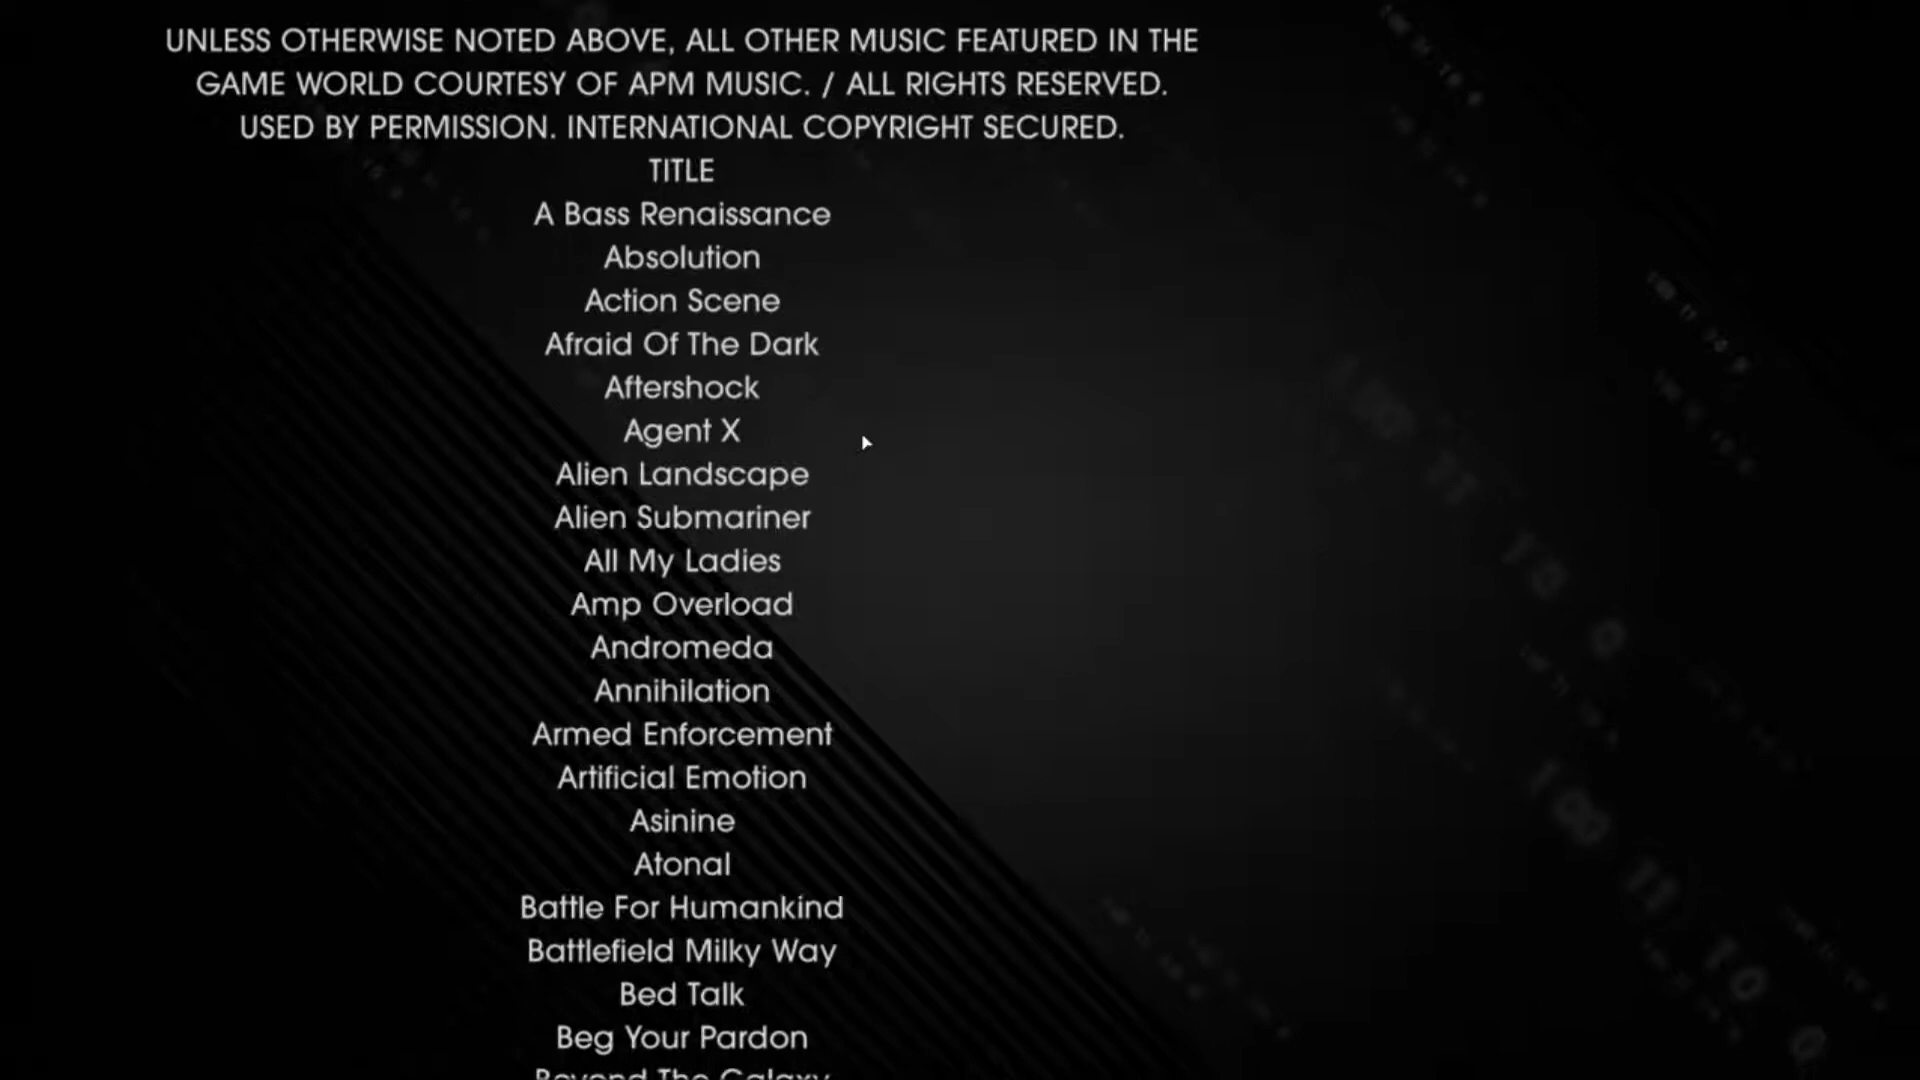 UNLESS OTHERWISE NOTED ABOVE, ALL OTHER MUSIC FEATURED IN THE
GAME WORLD COURTESY OF APM MUSIC. / ALL RIGHTS RESERVED.
USED BY PERMISSION. INTERNATIONAL COPYRIGHT SECURED.
TITLE
A Bass Renaissance
Absolution
Action Scene
Afraid Of The Dark
Aftershock
Agent X
Alien Landscape
Alien Submariner
All My Ladies
Amp Overload
Andromeda
Annihilation
Armed Enforcement
Artificial Emotion
Asinine
Atonal
Battle For Humankind
Battlefield Milky Way
Bed Talk
Beg Your Pardon
Beyond The Galaxy